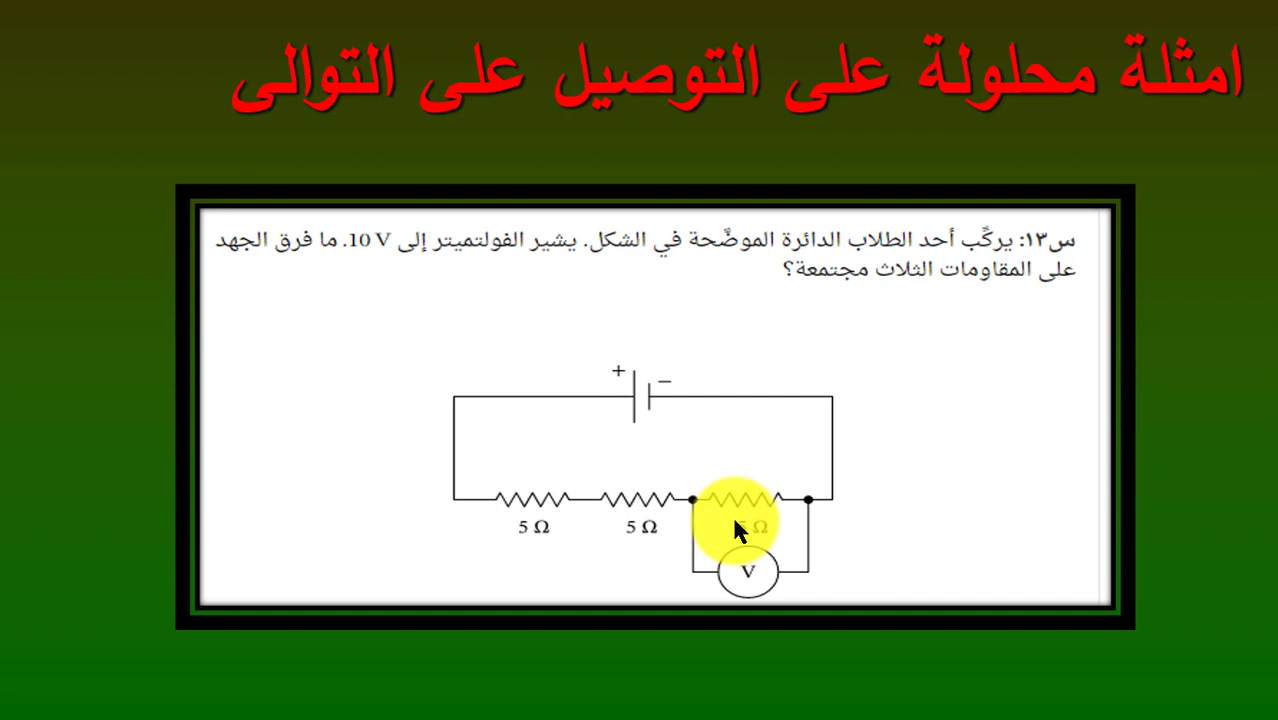 امثلة محلولة على التوصيل على التوالى
س١٣: يركِّب أحد الطلاب الدائرة الموضَّحة في الشكل. يشير الفولتميتر إلى 10 V. ما فرق الجهد
على المقاومات الثلاث مجتمعة؟
+ −
5 Ω 5 Ω Ω
V